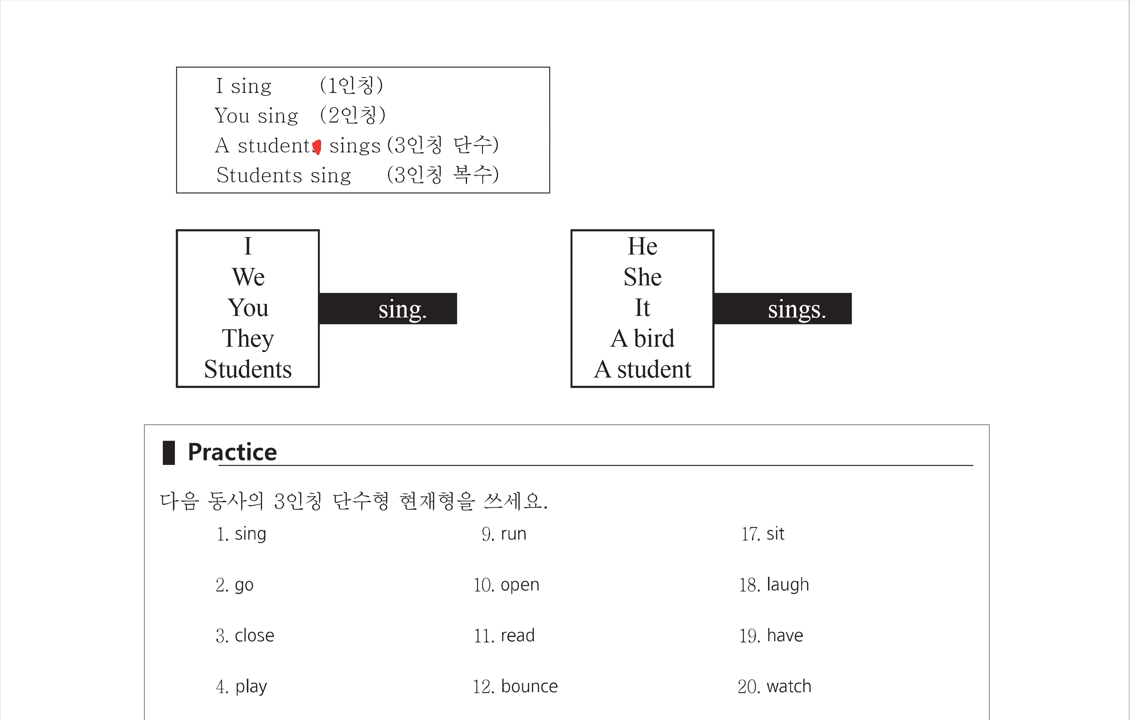 I sing (1인칭)
You sing (2인칭)
A students sings (3인칭 단수)
Students sing (3인칭 복수)
I
We
You
They
Students
sing.
He
She
It
A bird
A student
sings.
Practice
다음 동사의 3인칭 단수형 현재형을 쓰세요.
1. sing 9. run 17. sit
2. go 10. open 18. laugh
3. close 11. read 19. have
4. play 12. bounce 20. watch